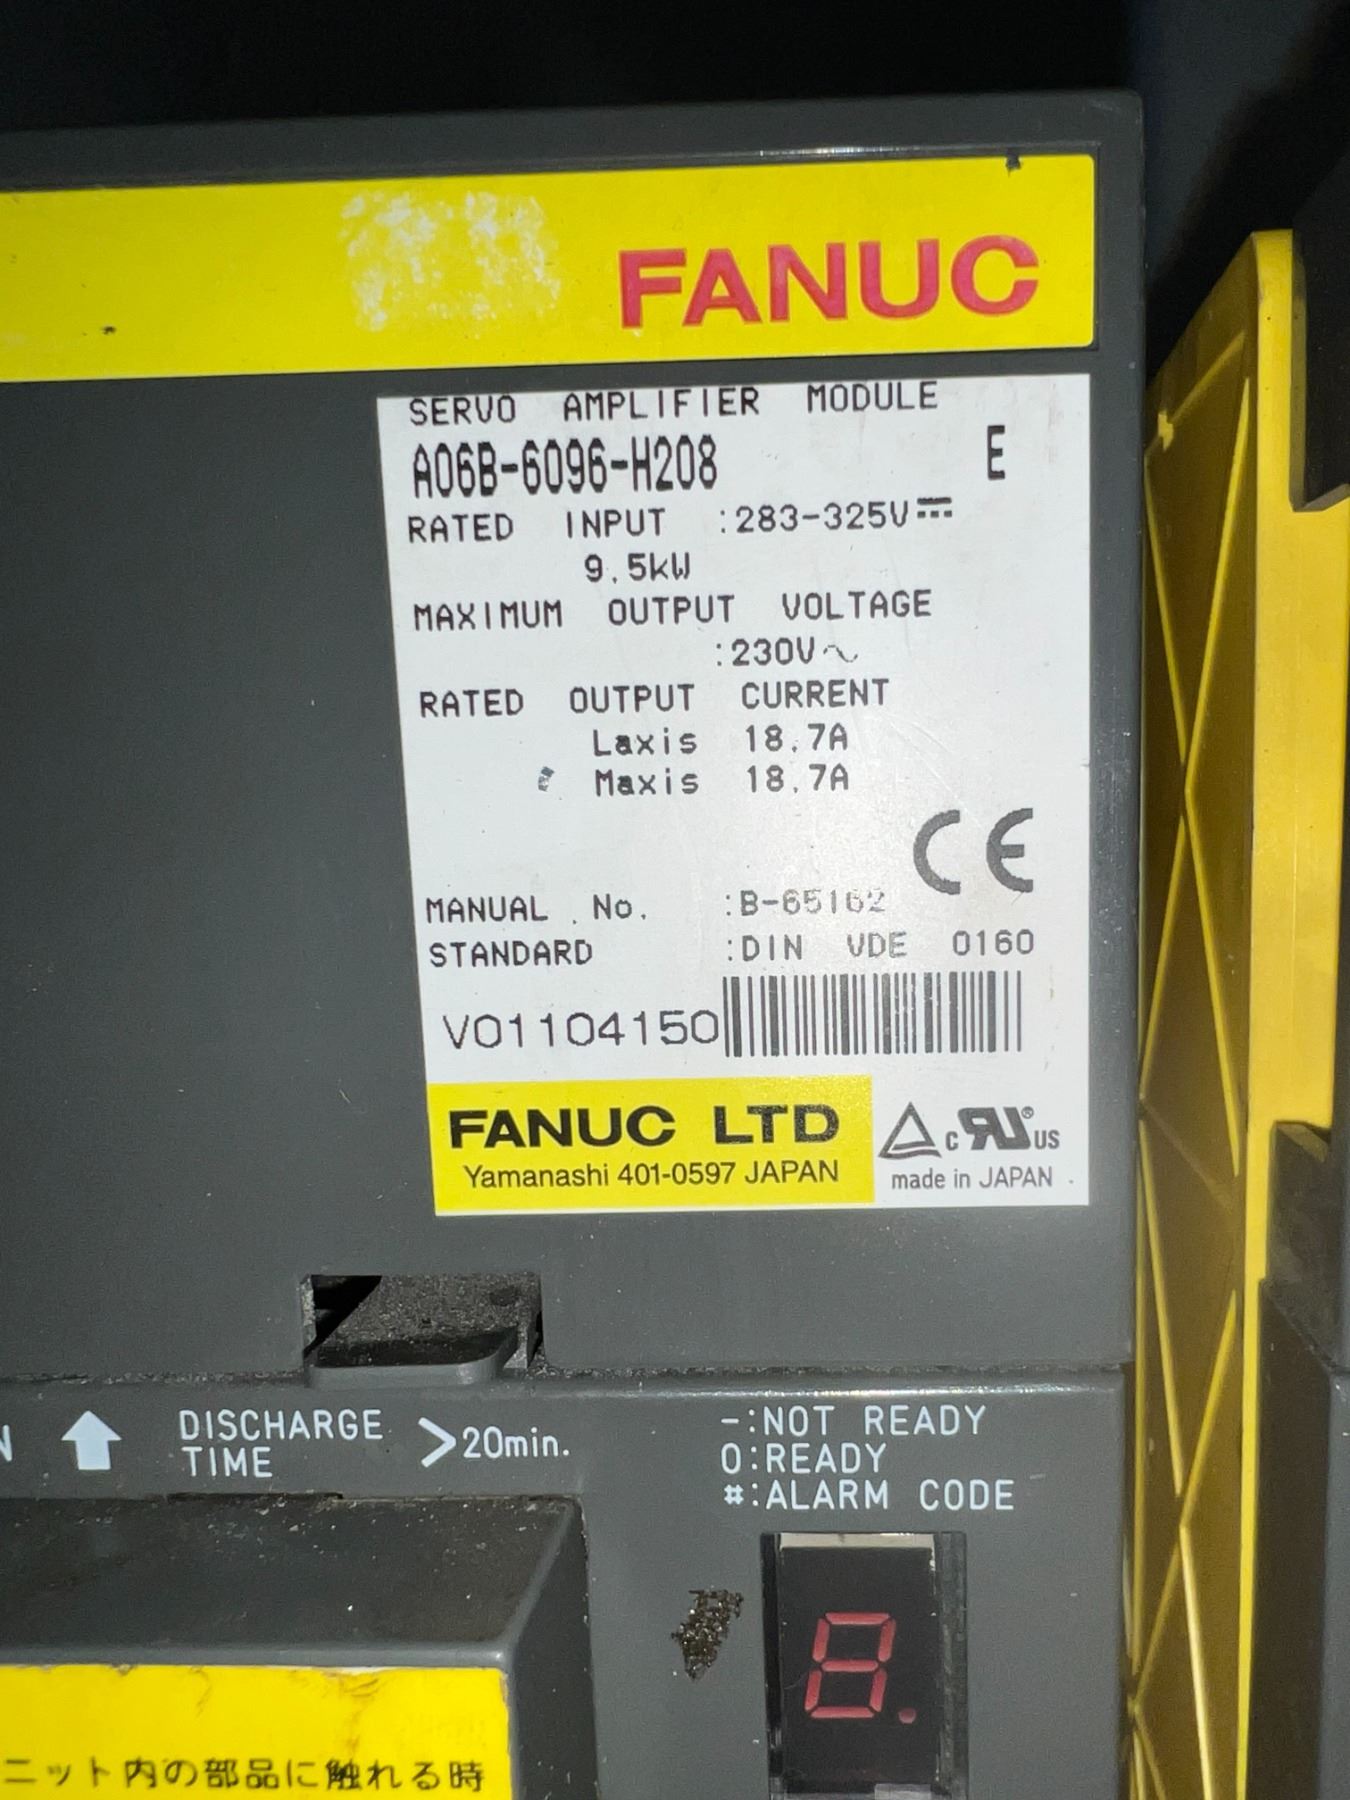 FANUC
SERVO AMPLIFIER MODULE
A06B-6096-H208 E
RATED INPUT :283-325V⎓
9.5kW
MAXIMUM OUTPUT VOLTAGE
:230V~
RATED OUTPUT CURRENT
Laxis 18.7A
Maxis 18.7A
CE
MANUAL No. :B-65162
STANDARD :DIN VDE 0160
V01104150
FANUC LTD
Yamanashi 401-0597 JAPAN
c RU® US
made in JAPAN
DISCHARGE TIME >20min.
-:NOT READY
0:READY
#:ALARM CODE
8.
ニット内の部品に触れる時